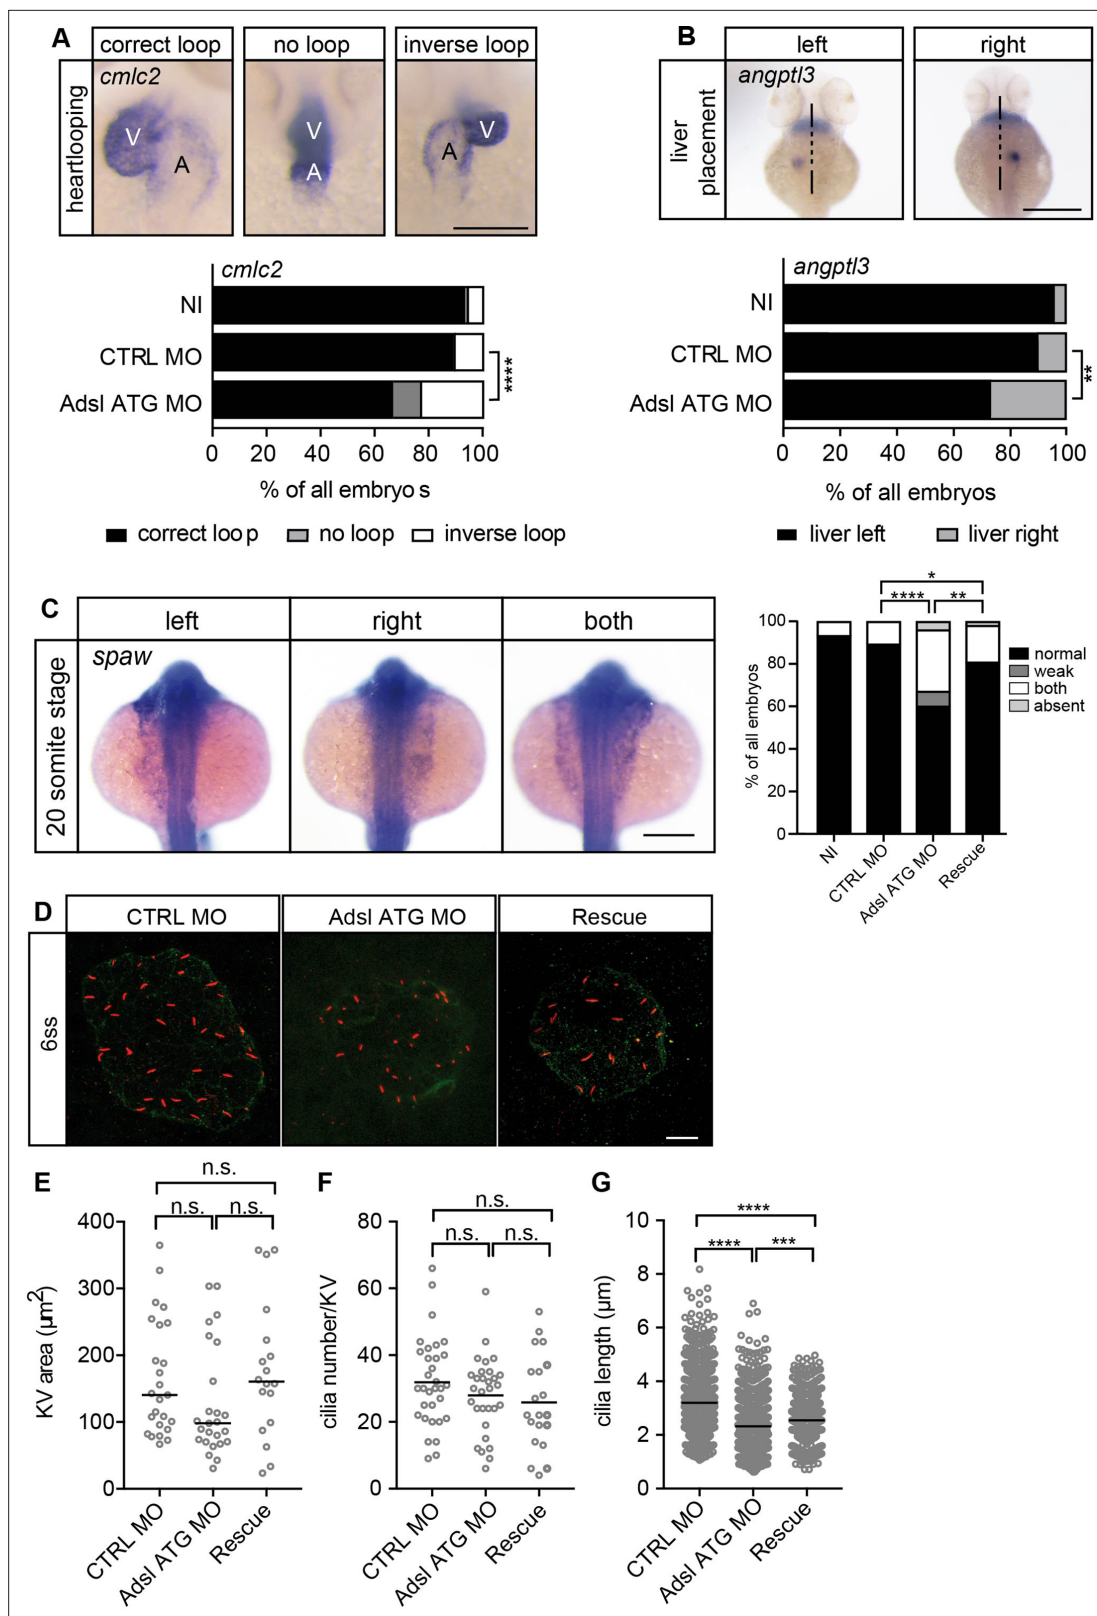 A
correct loop
no loop
inverse loop
heartlooping
cmlc2
V
A
V
A
V
A
cmlc2
NI
CTRL MO
Adsl ATG MO
****
0 20 40 60 80 100
% of all embryo s
correct loop no loop inverse loop
B
left
right
liver placement
angptl3
angptl3
NI
CTRL MO
Adsl ATG MO
**
0 20 40 60 80 100
% of all embryos
liver left liver right
C
left
right
both
20 somite stage
spaw
*
**** **
100
80
60
40
20
0
% of all embryos
normal
weak
both
absent
NI
CTRL MO
Adsl ATG MO
Rescue
D
CTRL MO
Adsl ATG MO
Rescue
6ss
E
n.s.
n.s. n.s.
400
300
200
100
0
KV area (µm2)
CTRL MO
Adsl ATG MO
Rescue
F
n.s.
n.s. n.s.
80
60
40
20
0
cilia number/KV
CTRL MO
Adsl ATG MO
Rescue
G
****
**** ***
10
8
6
4
2
0
cilia length (µm)
CTRL MO
Adsl ATG MO
Rescue